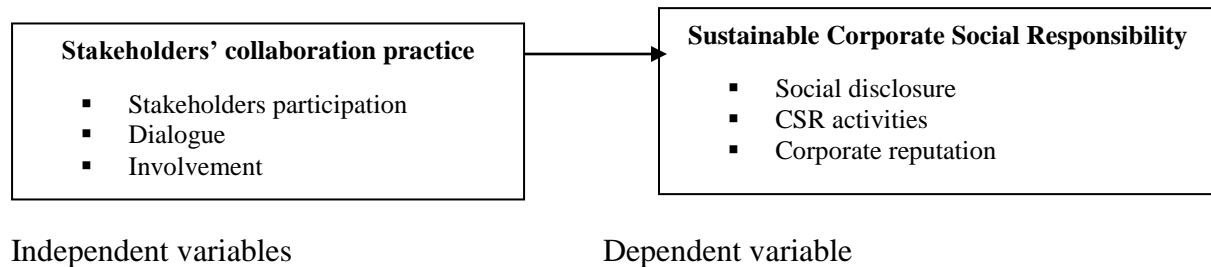 Stakeholders’ collaboration practice
▪ Stakeholders participation
▪ Dialogue
▪ Involvement
Sustainable Corporate Social Responsibility
▪ Social disclosure
▪ CSR activities
▪ Corporate reputation
Independent variables
Dependent variable